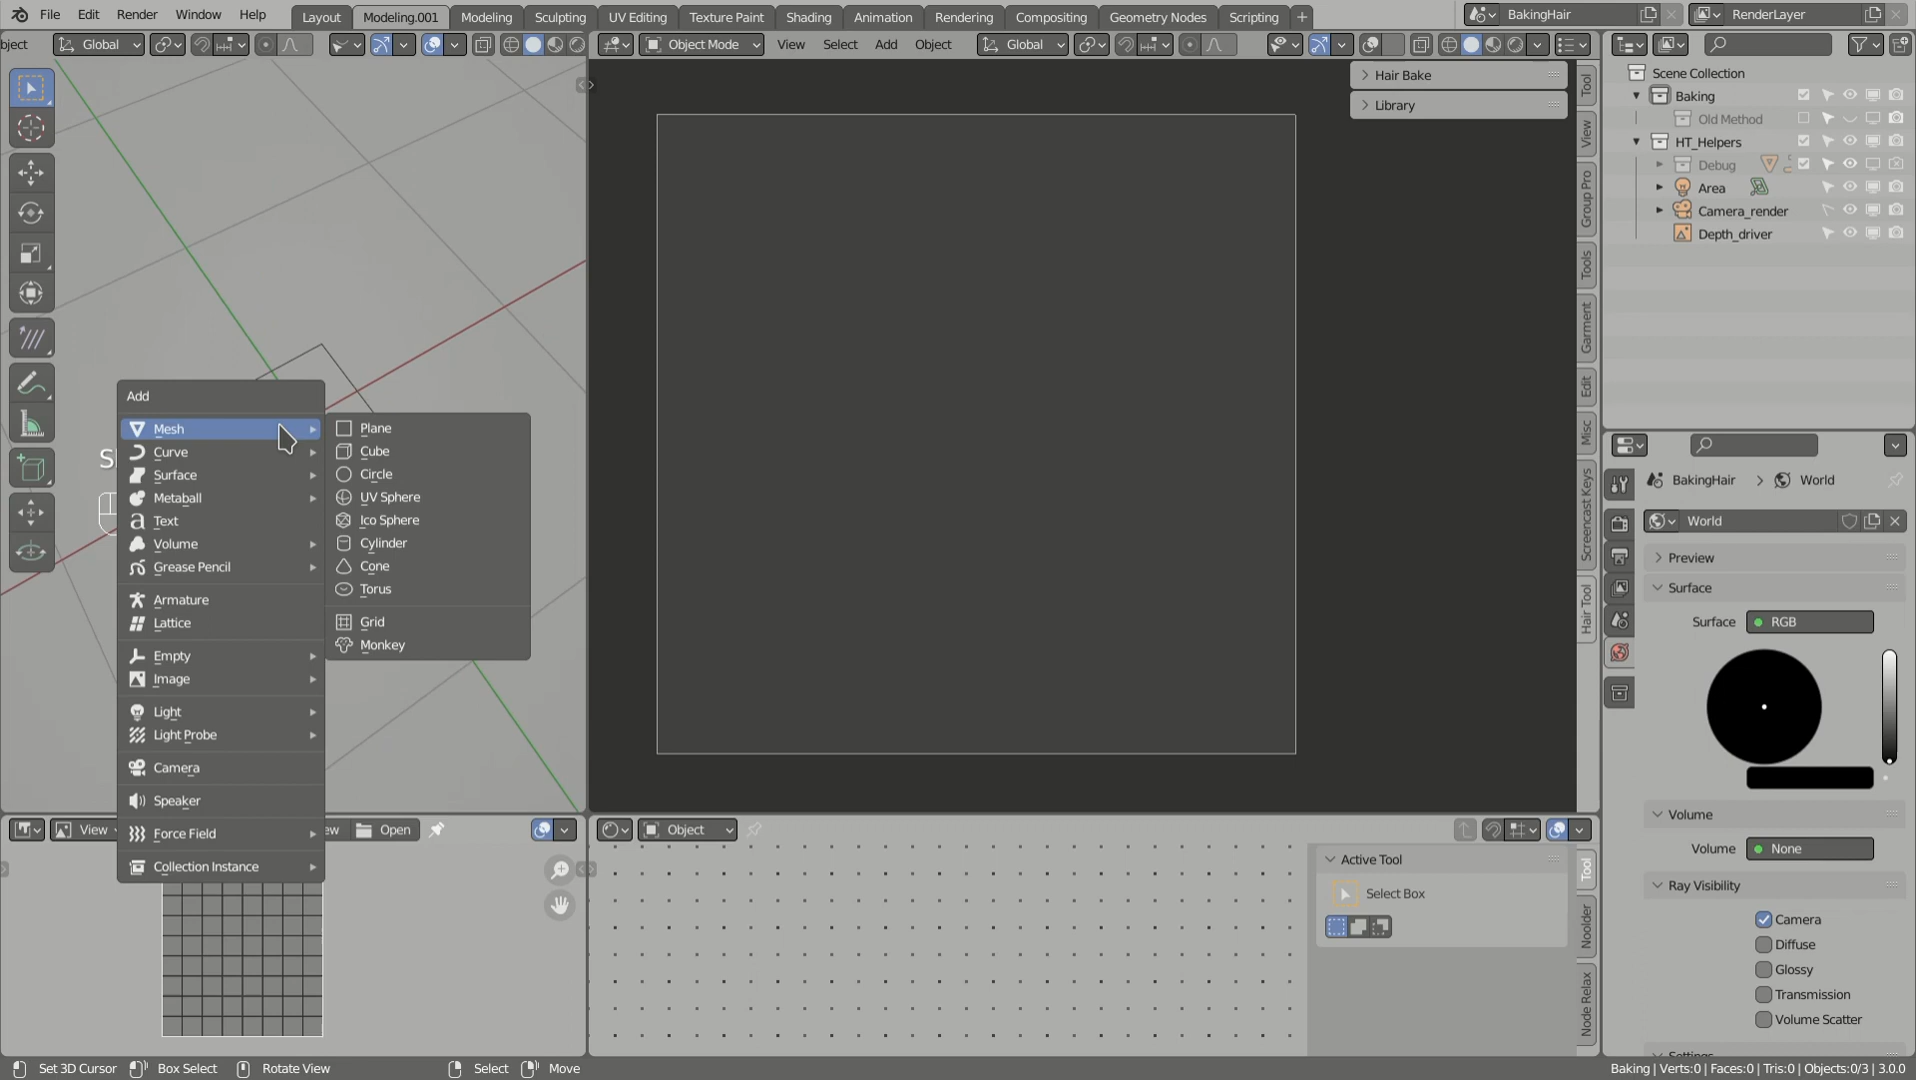 File Edit Render Window Help Layout Modeling.001 Modeling Sculpting UV Editing Texture Paint Shading Animation Rendering Compositing Geometry Nodes Scripting + BakingHair RenderLayer
bject Global Object Mode View Select Add Object Global
Hair Bake
Library
Tool
View
Group Pro
Tools
Garment
Edit
Misc
Screencast Keys
Hair Tool
Scene Collection
Baking
Old Method
HT_Helpers
Debug
Area
Camera_render
Depth_driver
Add
Mesh
Curve
Surface
Metaball
Text
Volume
Grease Pencil
Armature
Lattice
Empty
Image
Light
Light Probe
Camera
Speaker
Force Field
Collection Instance
Plane
Cube
Circle
UV Sphere
Ico Sphere
Cylinder
Cone
Torus
Grid
Monkey
S
BakingHair > World
World
Preview
Surface
Surface RGB
Volume
Volume None
Ray Visibility
Camera
Diffuse
Glossy
Transmission
Volume Scatter
Settings
View ew Open
Object
Active Tool
Select Box
Tool
Noolder
Node Relax
Set 3D Cursor Box Select Rotate View Select Move Baking | Verts:0 | Faces:0 | Tris:0 | Objects:0/3 | 3.0.0